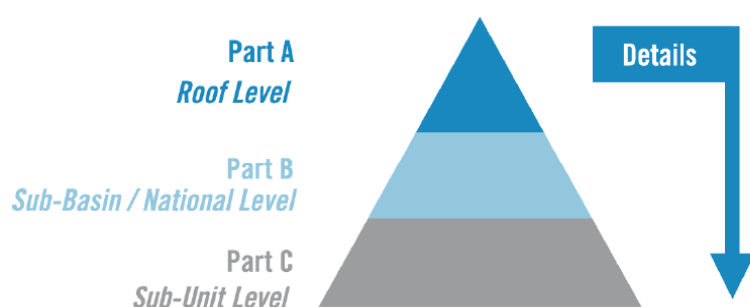 Part A
Roof Level
Details
Part B
Sub-Basin / National Level
Part C
Sub-Unit Level